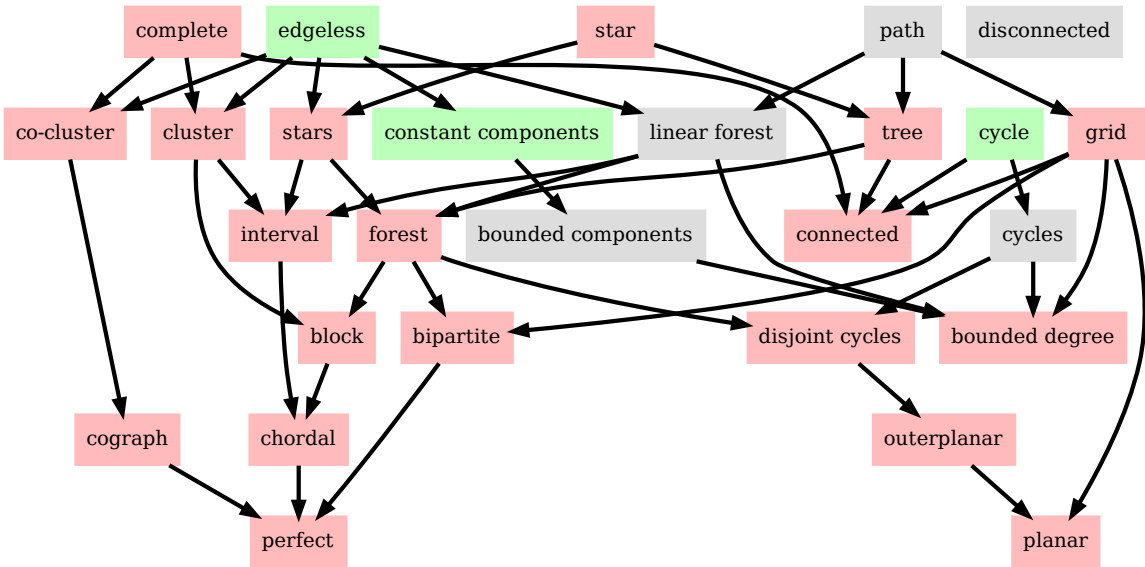 complete
edgeless
star
path
disconnected
co-cluster
cluster
stars
constant components
linear forest
tree
cycle
grid
interval
forest
bounded components
connected
cycles
block
bipartite
disjoint cycles
bounded degree
cograph
chordal
outerplanar
perfect
planar